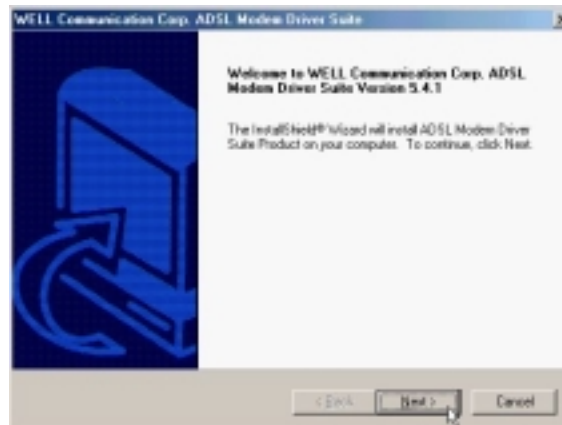 WELL Communication Corp. ADSL Modem Driver Suite
Welcome to WELL Communication Corp. ADSL
Modem Driver Suite Version 5.4.1
The InstallShield® Wizard will install ADSL Modem Driver
Suite Product on your computer. To continue, click Next.
< Back
Next >
Cancel